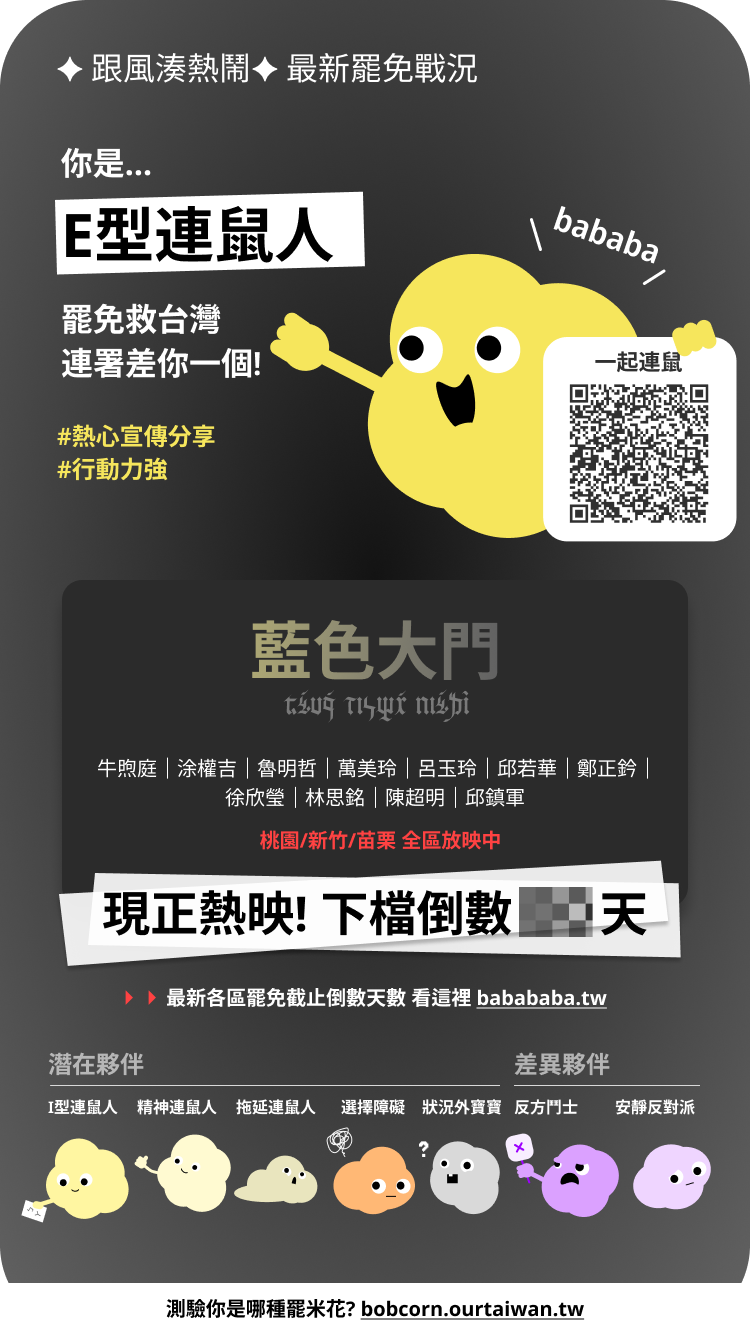 ✦ 跟風湊熱鬧✦ 最新罷免戰況
你是...
E型連鼠人
bababa
罷免救台灣
連署差你一個!
一起連鼠
#熱心宣傳分享
#行動力強
藍色大門
牛煦庭｜涂權吉｜魯明哲｜萬美玲｜呂玉玲｜邱若華｜鄭正鈐｜
徐欣瑩｜林思銘｜陳超明｜邱鎮軍
桃園/新竹/苗栗 全區放映中
現正熱映! 下檔倒數 天
最新各區罷免截止倒數天數 看這裡 babababa.tw
潛在夥伴 差異夥伴
I型連鼠人 精神連鼠人 拖延連鼠人 選擇障礙 狀況外寶寶 反方鬥士 安靜反對派
?
測驗你是哪種罷米花? bobcorn.ourtaiwan.tw